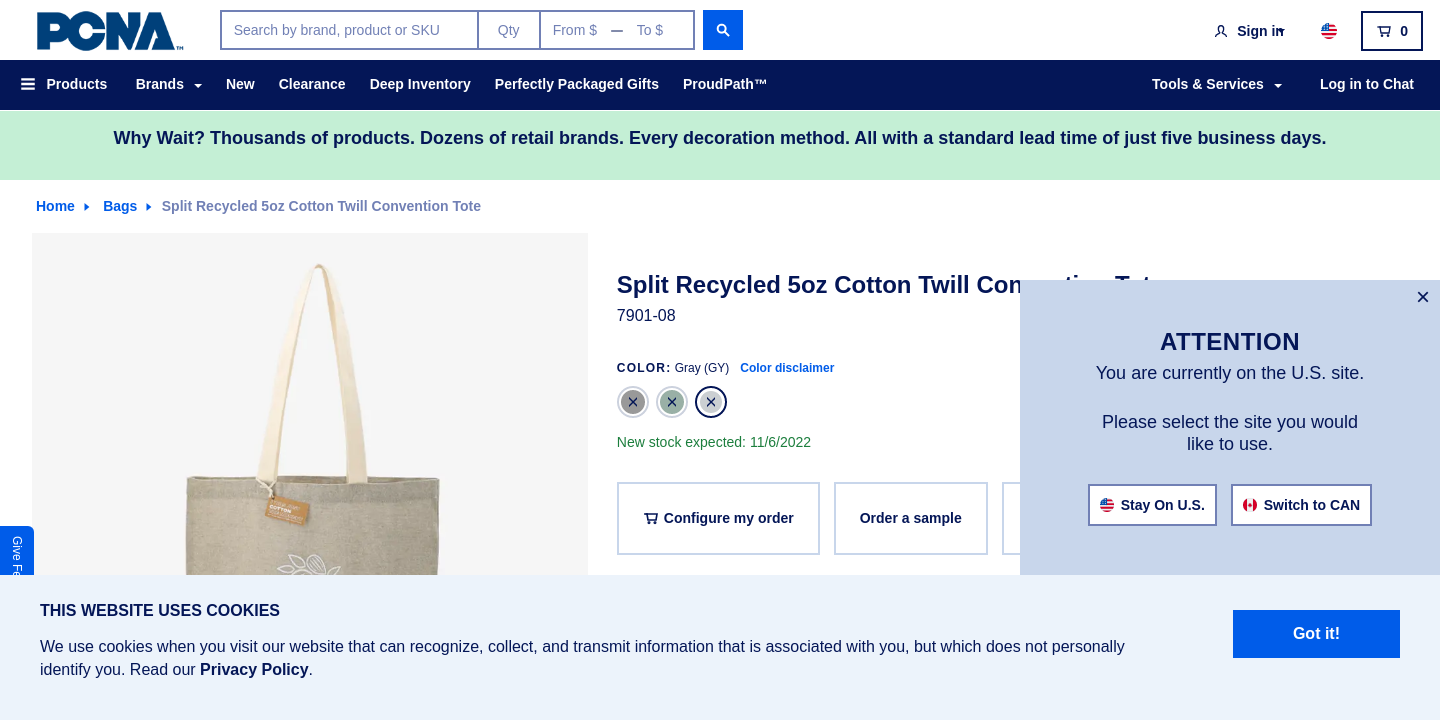 PCNA™
Search by brand, product or SKU
Qty
From $ — To $
Sign in
0
Products
Brands
New
Clearance
Deep Inventory
Perfectly Packaged Gifts
ProudPath™
Tools & Services
Log in to Chat
Why Wait? Thousands of products. Dozens of retail brands. Every decoration method. All with a standard lead time of just five business days.
Home
Bags
Split Recycled 5oz Cotton Twill Convention Tote
Split Recycled 5oz Cotton Twill
7901-08
COLOR: Gray (GY) Color disclaimer
New stock expected: 11/6/2022
Configure my order
Order a sample
ATTENTION
You are currently on the U.S. site.
Please select the site you would
like to use.
Stay On U.S.
Switch to CAN
Give
COTTON
THIS WEBSITE USES COOKIES
We use cookies when you visit our website that can recognize, collect, and transmit information that is associated with you, but which does not personally
identify you. Read our Privacy Policy.
Got it!